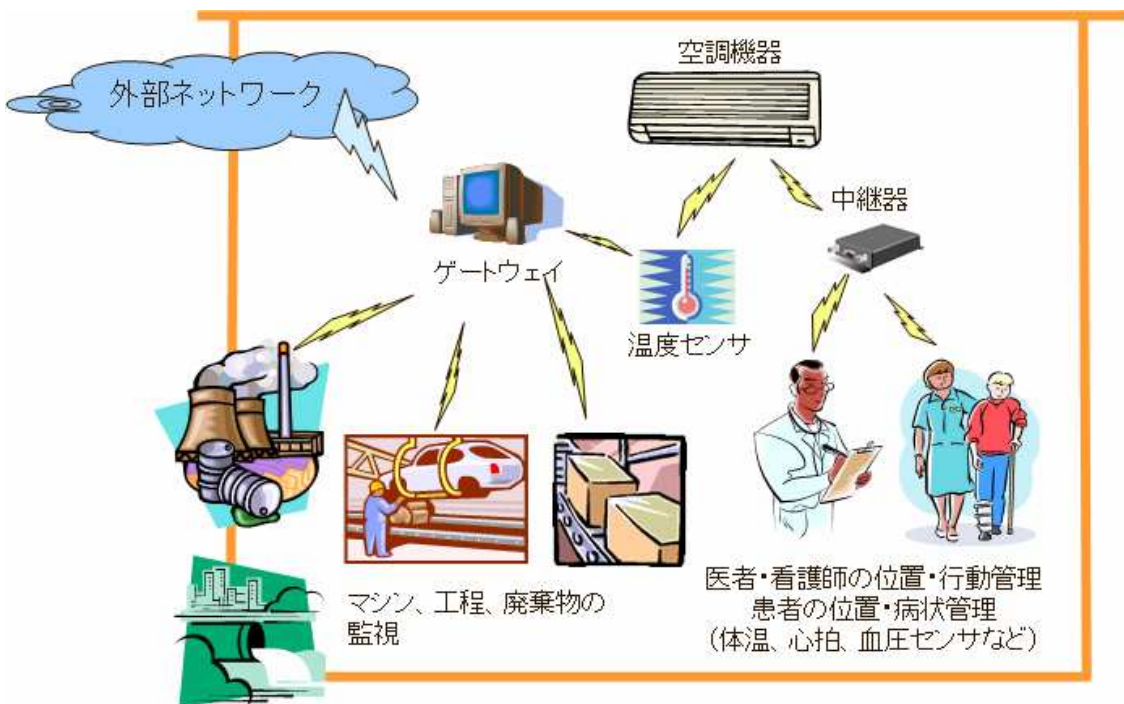 外部ネットワーク
空調機器
中継器
ゲートウェイ
温度センサ
マシン、工程、廃棄物の
監視
医者・看護師の位置・行動管理
患者の位置・病状管理
(体温、心拍、血圧センサなど)